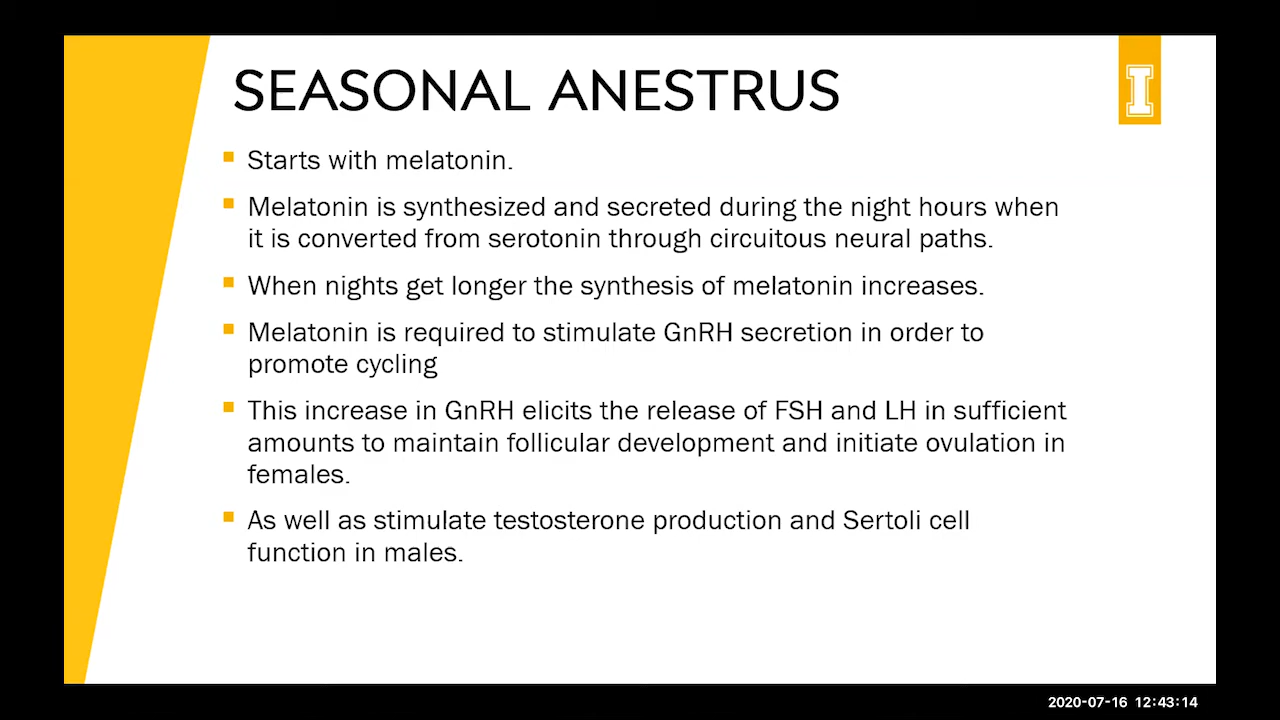 SEASONAL ANESTRUS
I
Starts with melatonin.
Melatonin is synthesized and secreted during the night hours when
it is converted from serotonin through circuitous neural paths.
When nights get longer the synthesis of melatonin increases.
Melatonin is required to stimulate GnRH secretion in order to
promote cycling
This increase in GnRH elicits the release of FSH and LH in sufficient
amounts to maintain follicular development and initiate ovulation in
females.
As well as stimulate testosterone production and Sertoli cell
function in males.
2020-07-16 12:43:14